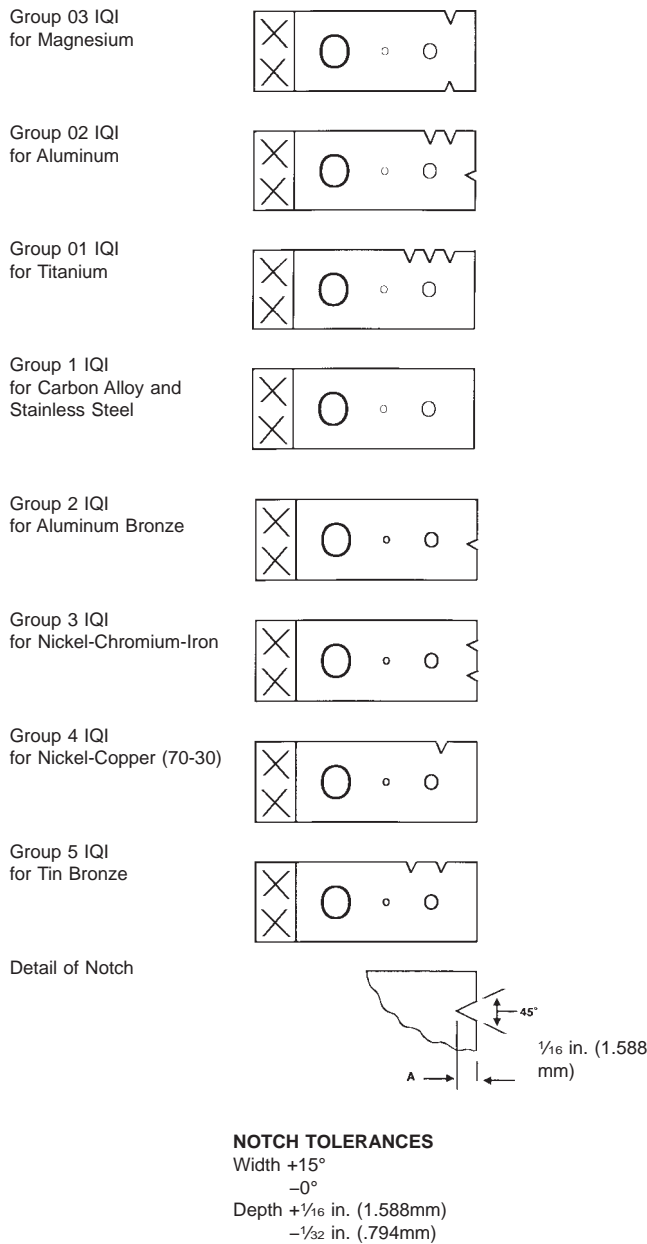 Group 03 IQI
for Magnesium
X
X
Group 02 IQI
for Aluminum
X
X
Group 01 IQI
for Titanium
X
X
Group 1 IQI
for Carbon Alloy and
Stainless Steel
X
X
Group 2 IQI
for Aluminum Bronze
X
X
Group 3 IQI
for Nickel-Chromium-Iron
X
X
Group 4 IQI
for Nickel-Copper (70-30)
X
X
Group 5 IQI
for Tin Bronze
X
X
Detail of Notch
45°
1⁄16 in. (1.588
mm)
A
NOTCH TOLERANCES
Width +15°
–0°
Depth +1⁄16 in. (1.588mm)
–1⁄32 in. (.794mm)